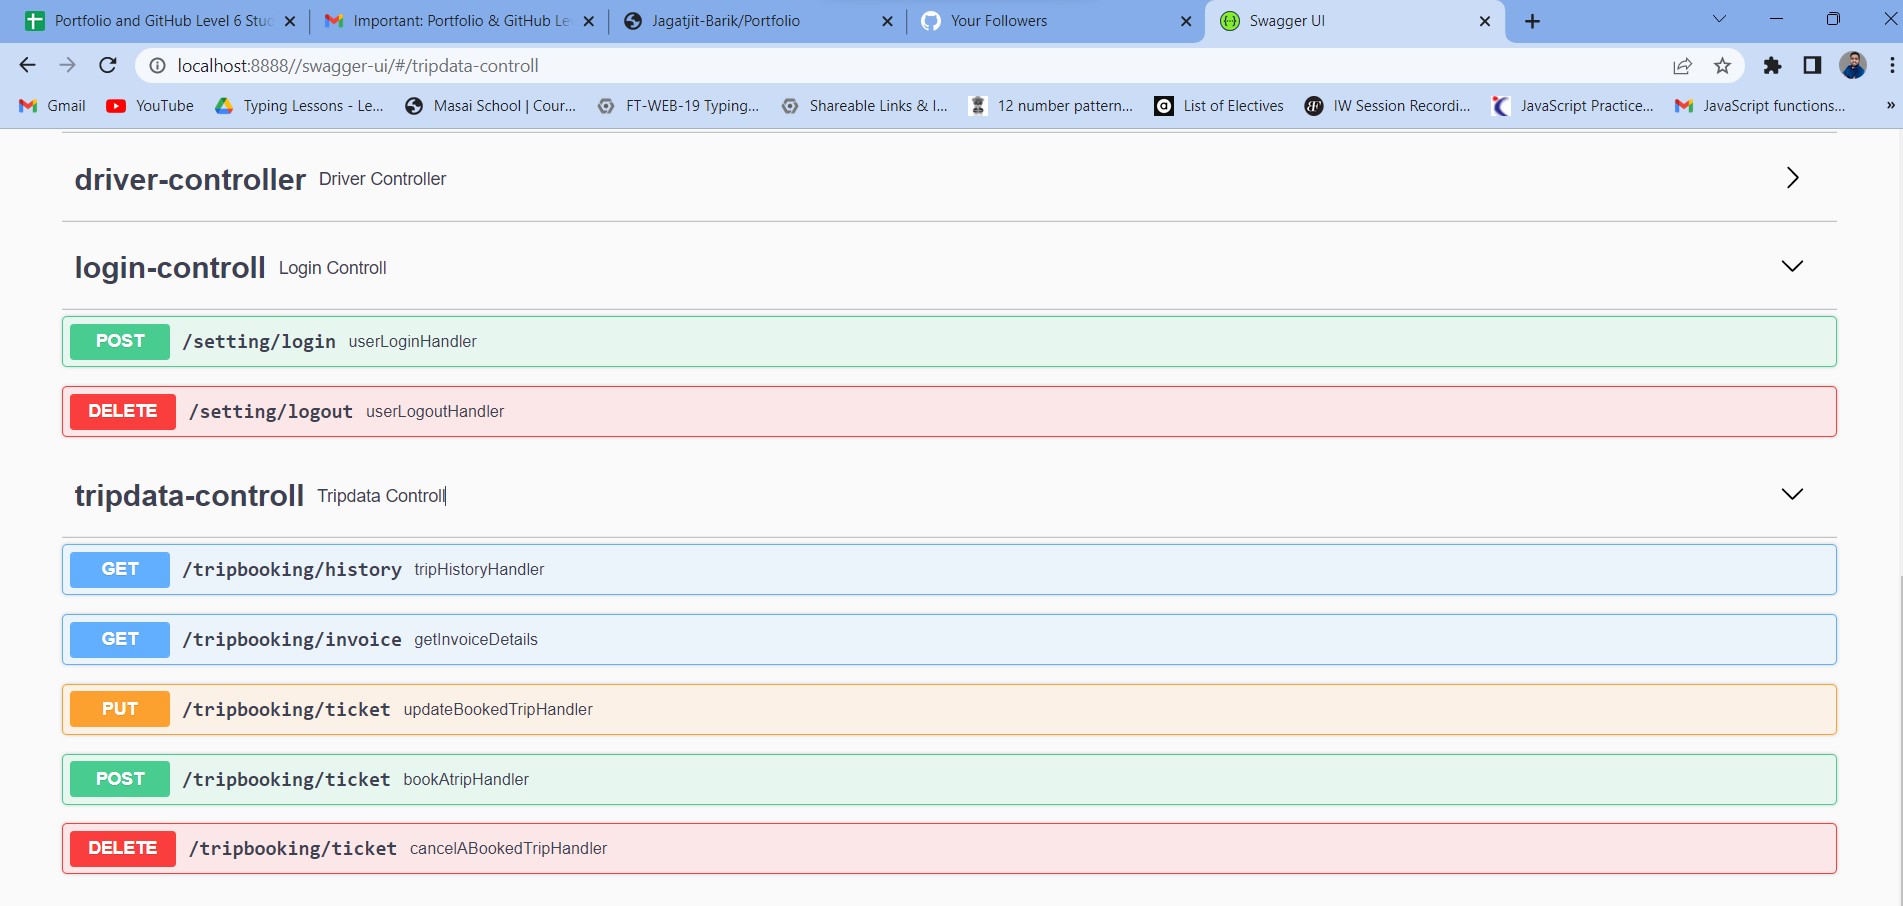 Portfolio and GitHub Level 6 Stud
Important: Portfolio & GitHub Le
Jagatjit-Barik/Portfolio
Your Followers
Swagger UI
localhost:8888//swagger-ui/#/tripdata-controll
Gmail
YouTube
Typing Lessons - Le...
Masai School | Cour...
FT-WEB-19 Typing...
Shareable Links & I...
12 number pattern...
List of Electives
IW Session Recordi...
JavaScript Practice...
JavaScript functions...
»
driver-controller Driver Controller
login-controll Login Controll
POST /setting/login userLoginHandler
DELETE /setting/logout userLogoutHandler
tripdata-controll Tripdata Controll
GET /tripbooking/history tripHistoryHandler
GET /tripbooking/invoice getInvoiceDetails
PUT /tripbooking/ticket updateBookedTripHandler
POST /tripbooking/ticket bookAtripHandler
DELETE /tripbooking/ticket cancelABookedTripHandler